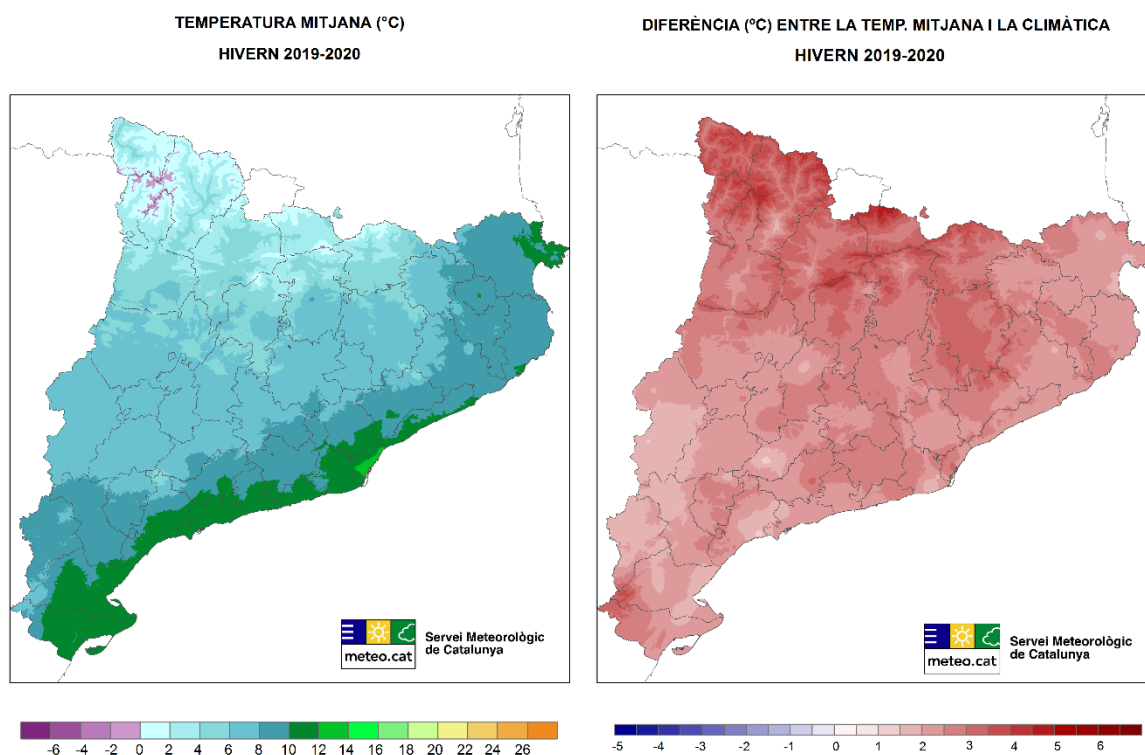 TEMPERATURA MITJANA (°C)
HIVERN 2019-2020
DIFERÈNCIA (ºC) ENTRE LA TEMP. MITJANA I LA CLIMÀTICA
HIVERN 2019-2020
meteo.cat
Servei Meteorològic
de Catalunya
meteo.cat
Servei Meteorològic
de Catalunya
-6 -4 -2 0 2 4 6 8 10 12 14 16 18 20 22 24 26
-5 -4 -3 -2 -1 0 1 2 3 4 5